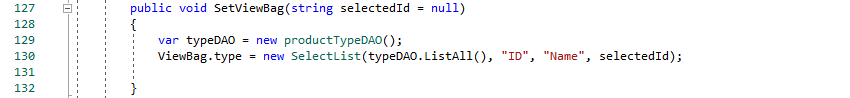 127 public void SetViewBag(string selectedId = null)
128 {
129 var typeDAO = new productTypeDAO();
130 ViewBag.type = new SelectList(typeDAO.ListAll(), "ID", "Name", selectedId);
131
132 }